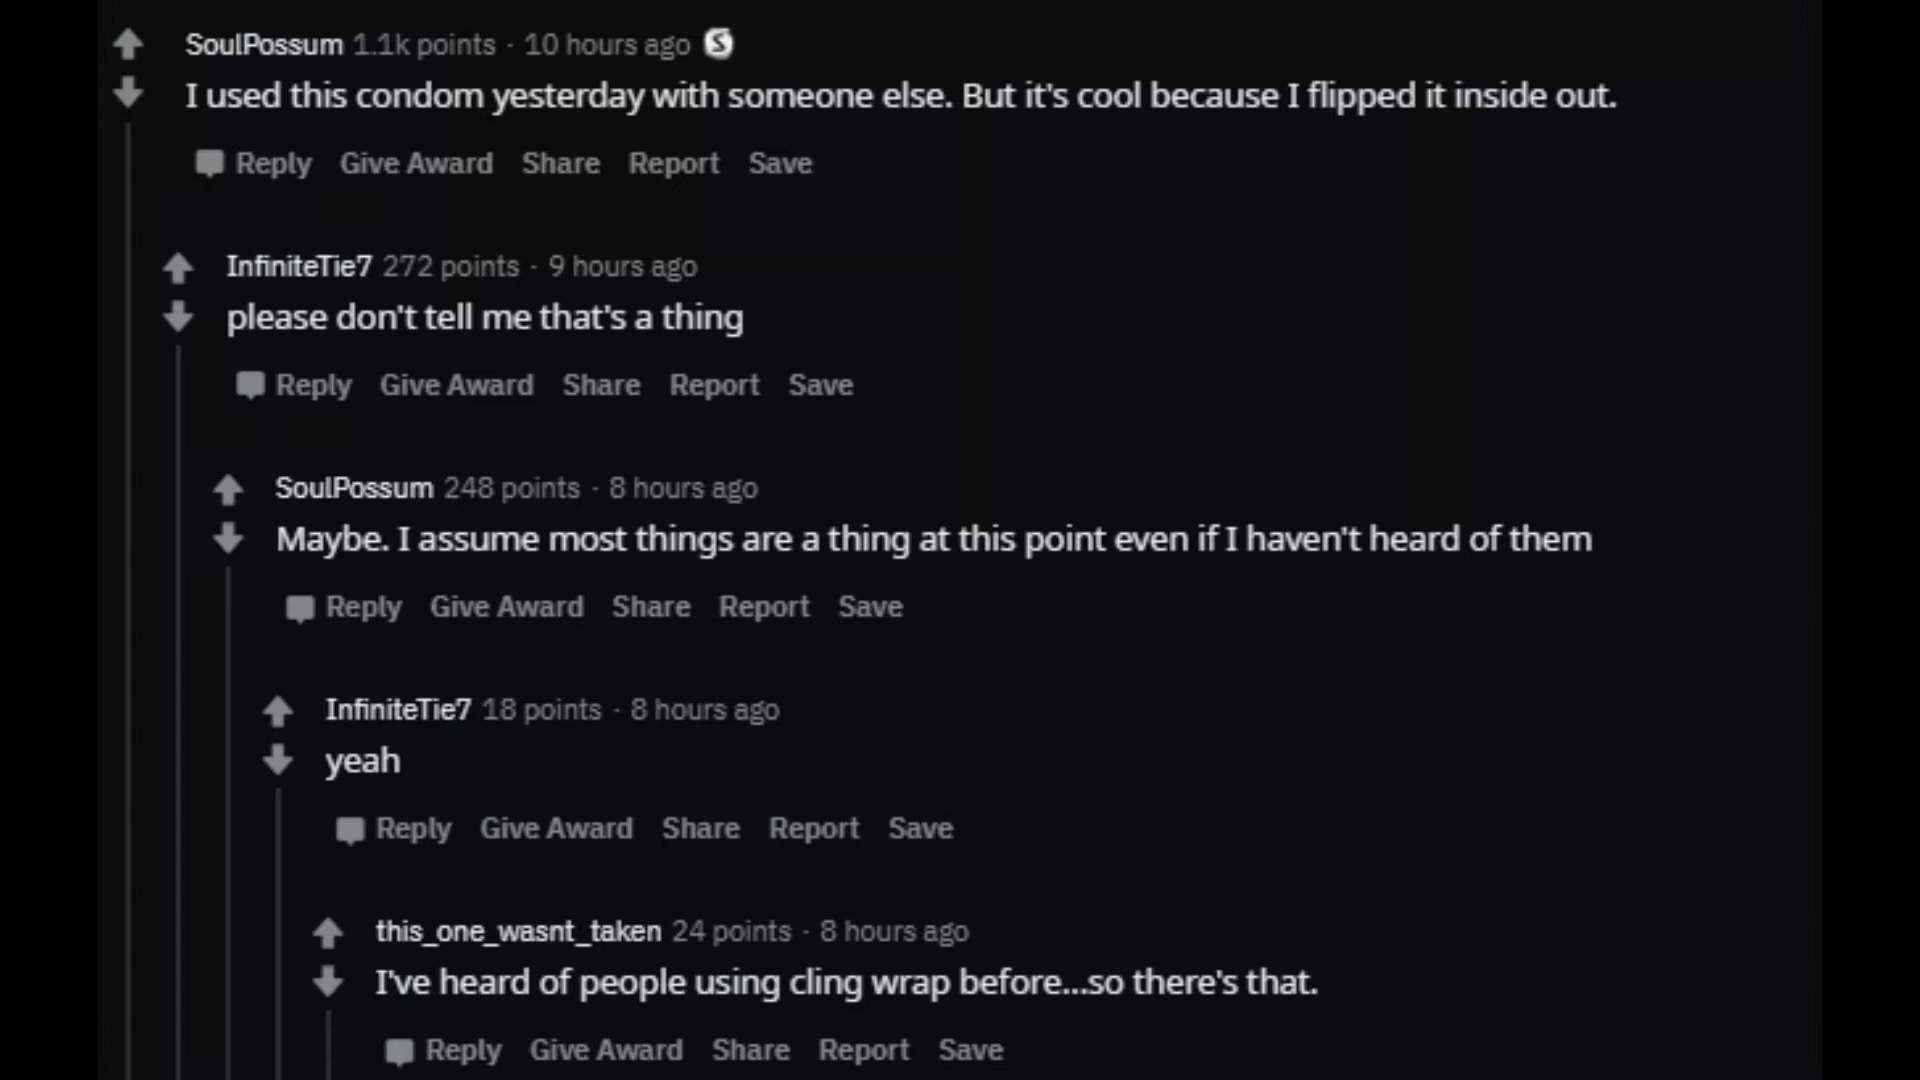 SoulPossum 1.1k points · 10 hours ago S
I used this condom yesterday with someone else. But it's cool because I flipped it inside out.
Reply Give Award Share Report Save
InfiniteTie7 272 points · 9 hours ago
please don't tell me that's a thing
Reply Give Award Share Report Save
SoulPossum 248 points · 8 hours ago
Maybe. I assume most things are a thing at this point even if I haven't heard of them
Reply Give Award Share Report Save
InfiniteTie7 18 points · 8 hours ago
yeah
Reply Give Award Share Report Save
this_one_wasnt_taken 24 points · 8 hours ago
I've heard of people using cling wrap before...so there's that.
Reply Give Award Share Report Save